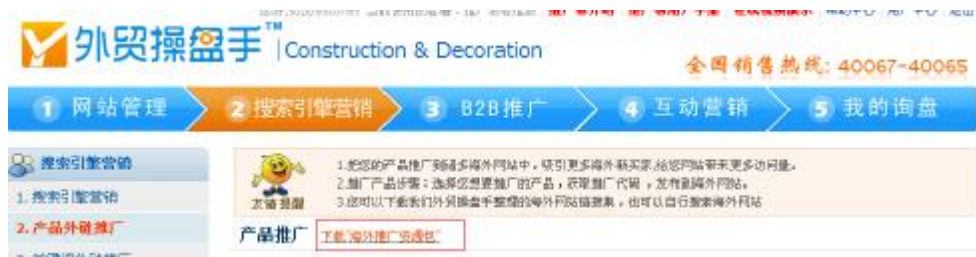 外贸操盘手™ | Construction & Decoration
全国销售热线: 40067-40065
1 网站管理 2 搜索引擎营销 3 B2B推广 4 互动营销 5 我的询盘
搜索引擎营销
1. 搜索引擎营销
2. 产品外链推广
友情提醒
1.把您的产品推广到诸多海外网站中，吸引更多海外新买家,给您网站带来更多访问量。
2.推广产品步骤：选择您想要推广的产品，获取推广代码，发布到海外网站。
3.您可以下载我们外贸操盘手整理的海外网站链接集，也可以自行搜索海外网站
产品推广 下载"海外推广资源包"